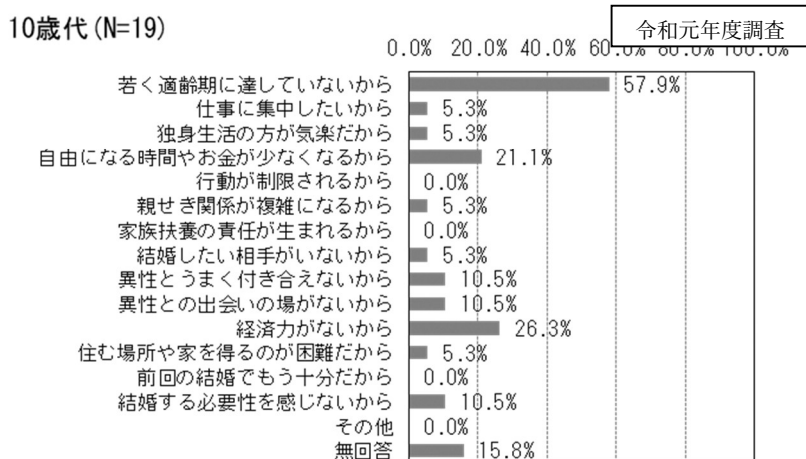 10歳代(N=19)
令和元年度調査
0.0% 20.0% 40.0% 60.0% 80.0% 100.0%
若く適齢期に達していないから 57.9%
仕事に集中したいから 5.3%
独身生活の方が気楽だから 5.3%
自由になる時間やお金が少なくなるから 21.1%
行動が制限されるから 0.0%
親せき関係が複雑になるから 5.3%
家族扶養の責任が生まれるから 0.0%
結婚したい相手がいないから 5.3%
異性とうまく付き合えないから 10.5%
異性との出会いの場がないから 10.5%
経済力がないから 26.3%
住む場所や家を得るのが困難だから 5.3%
前回の結婚でもう十分だから 0.0%
結婚する必要性を感じないから 10.5%
その他 0.0%
無回答 15.8%